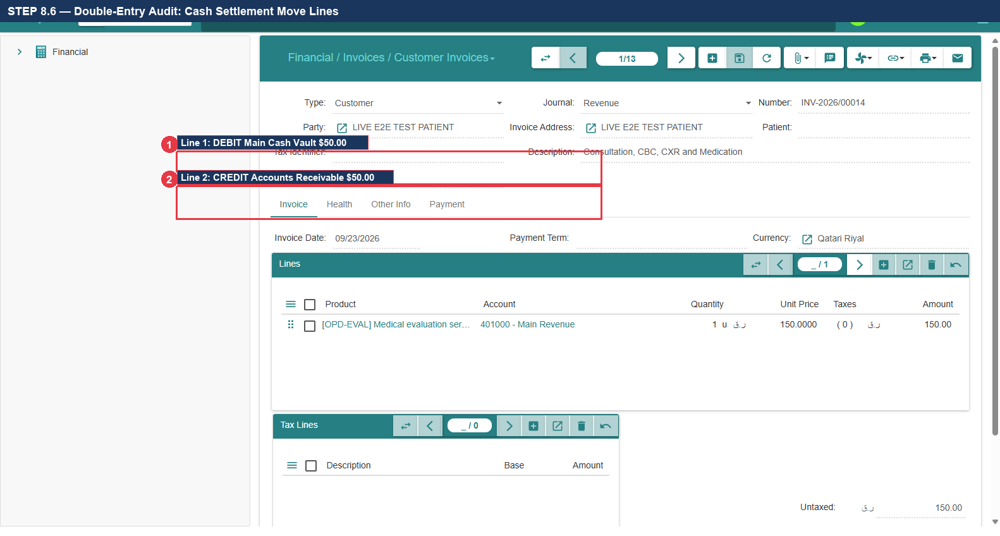 STEP 8.6 — Double-Entry Audit: Cash Settlement Move Lines
Financial
Financial / Invoices / Customer Invoices
1/13
Type: Customer Journal: Revenue Number: INV-2026/00014
Party: LIVE E2E TEST PATIENT Invoice Address: LIVE E2E TEST PATIENT Patient:
1 Line 1: DEBIT Main Cash Vault $50.00
Tax Identifier: Description: Consultation, CBC, CXR and Medication
2 Line 2: CREDIT Accounts Receivable $50.00
Invoice Health Other Info Payment
Invoice Date: 09/23/2026 Payment Term: Currency: Qatari Riyal
Lines _ / 1
Product Account Quantity Unit Price Taxes Amount
[OPD-EVAL] Medical evaluation ser... 401000 - Main Revenue 1 u ر.ق 150.0000 ( 0 ) ر.ق 150.00
Tax Lines _ / 0
Description Base Amount
Untaxed: ر.ق 150.00